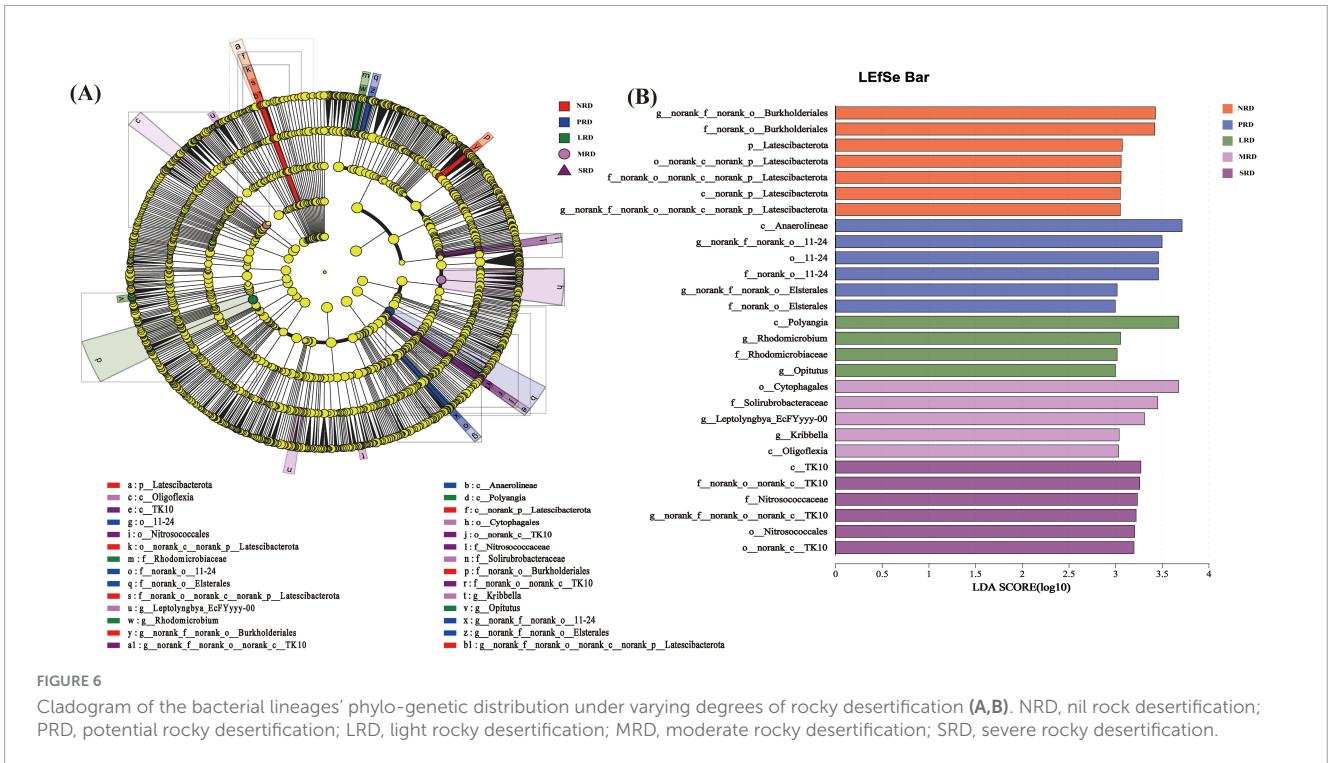 (A)
NRD
PRD
LRD
MRD
SRD
a
r
k
s
b1
m
w
q
z
c
u
p
y
h
v
d
b
e
x
o
g
n
t
a : p__Latescibacterota
c : c__Oligoflexia
e : c__TK10
g : o__11-24
i : o__Nitrosococcales
k : o__norank_c__norank_p__Latescibacterota
m : f__Rhodomicrobiaceae
o : f__norank_o__11-24
q : f__norank_o__Elsterales
s : f__norank_o__norank_c__norank_p__Latescibacterota
u : g__Leptolyngbya_EcFYyyy-00
w : g__Rhodomicrobium
y : g__norank_f__norank_o__Burkholderiales
a1 : g__norank_f__norank_o__norank_c__TK10
b : c__Anaerolineae
d : c__Polyangia
f : c__norank_p__Latescibacterota
h : o__Cytophagales
j : o__norank_c__TK10
l : f__Nitrosococcaceae
n : f__Solirubrobacteraceae
p : f__norank_o__Burkholderiales
r : f__norank_o__norank_c__TK10
t : g__Kribbella
v : g__Opitutus
x : g__norank_f__norank_o__11-24
z : g__norank_f__norank_o__Elsterales
b1 : g__norank_f__norank_o__norank_c__norank_p__Latescibacterota
(B)
LEfSe Bar
g__norank_f__norank_o__Burkholderiales
f__norank_o__Burkholderiales
p__Latescibacterota
o__norank_c__norank_p__Latescibacterota
f__norank_o__norank_c__norank_p__Latescibacterota
c__norank_p__Latescibacterota
g__norank_f__norank_o__norank_c__norank_p__Latescibacterota
c__Anaerolineae
g__norank_f__norank_o__11-24
o__11-24
f__norank_o__11-24
g__norank_f__norank_o__Elsterales
f__norank_o__Elsterales
c__Polyangia
g__Rhodomicrobium
f__Rhodomicrobiaceae
g__Opitutus
o__Cytophagales
f__Solirubrobacteraceae
g__Leptolyngbya_EcFYyyy-00
g__Kribbella
c__Oligoflexia
c__TK10
f__norank_o__norank_c__TK10
f__Nitrosococcaceae
g__norank_f__norank_o__norank_c__TK10
o__Nitrosococcales
o__norank_c__TK10
0 0.5 1 1.5 2 2.5 3 3.5 4
LDA SCORE(log10)
NRD
PRD
LRD
MRD
SRD
FIGURE 6
Cladogram of the bacterial lineages’ phylo-genetic distribution under varying degrees of rocky desertification (A,B). NRD, nil rock desertification;
PRD, potential rocky desertification; LRD, light rocky desertification; MRD, moderate rocky desertification; SRD, severe rocky desertification.